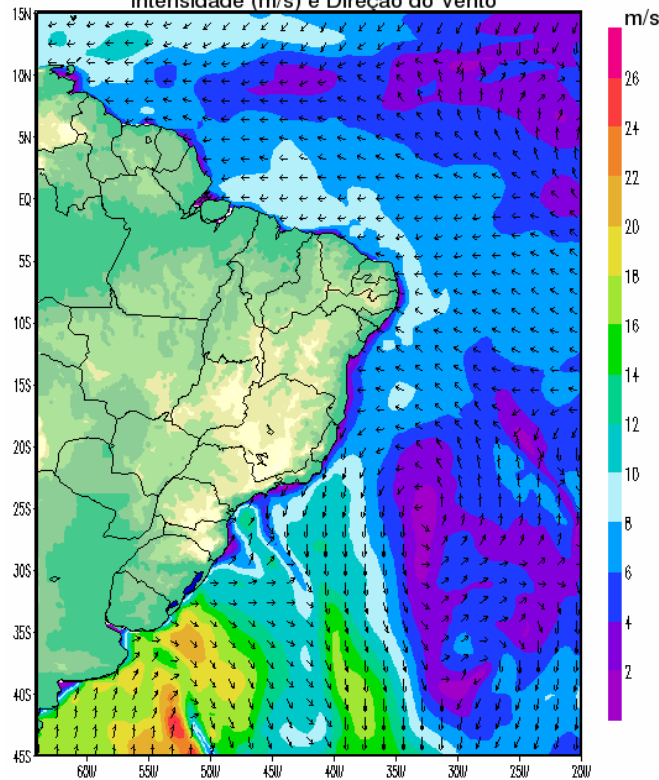 Intensidade (m/s) e Direção do Vento
m/s
15N
10N
5N
EQ
5S
10S
15S
20S
25S
30S
35S
40S
45S
60W
55W
50W
45W
40W
35W
30W
25W
20W
26
24
22
20
18
16
14
12
10
8
6
4
2